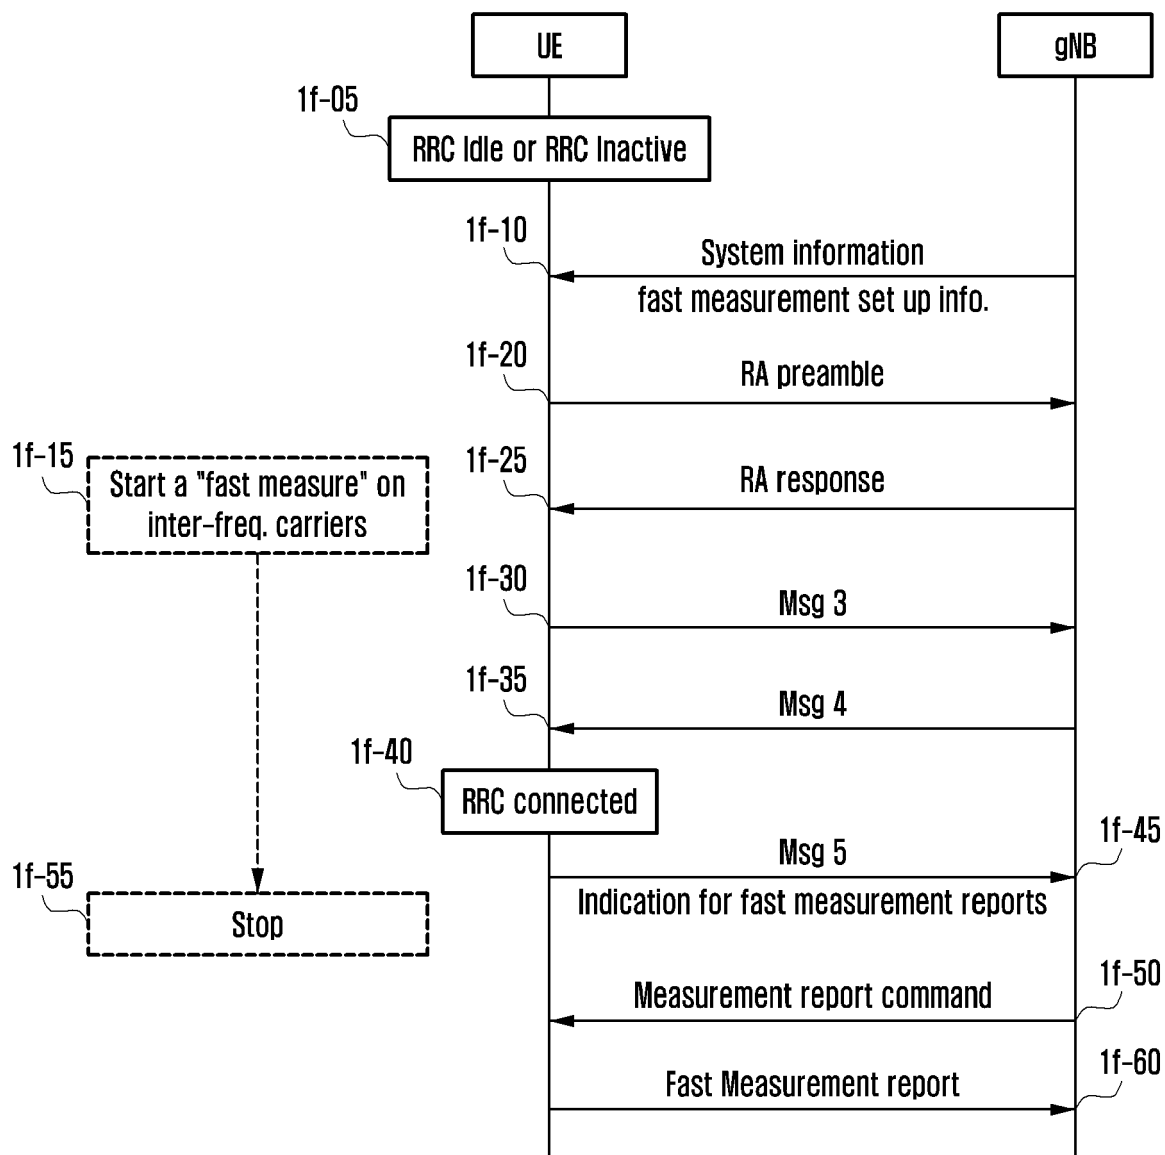 UE
gNB
1f-05
RRC Idle or RRC Inactive
1f-10
System information
fast measurement set up info.
1f-20
RA preamble
1f-15
Start a "fast measure" on
inter-freq. carriers
1f-25
RA response
1f-30
Msg 3
1f-35
Msg 4
1f-40
RRC connected
Msg 5
1f-45
Indication for fast measurement reports
1f-55
Stop
Measurement report command
1f-50
Fast Measurement report
1f-60